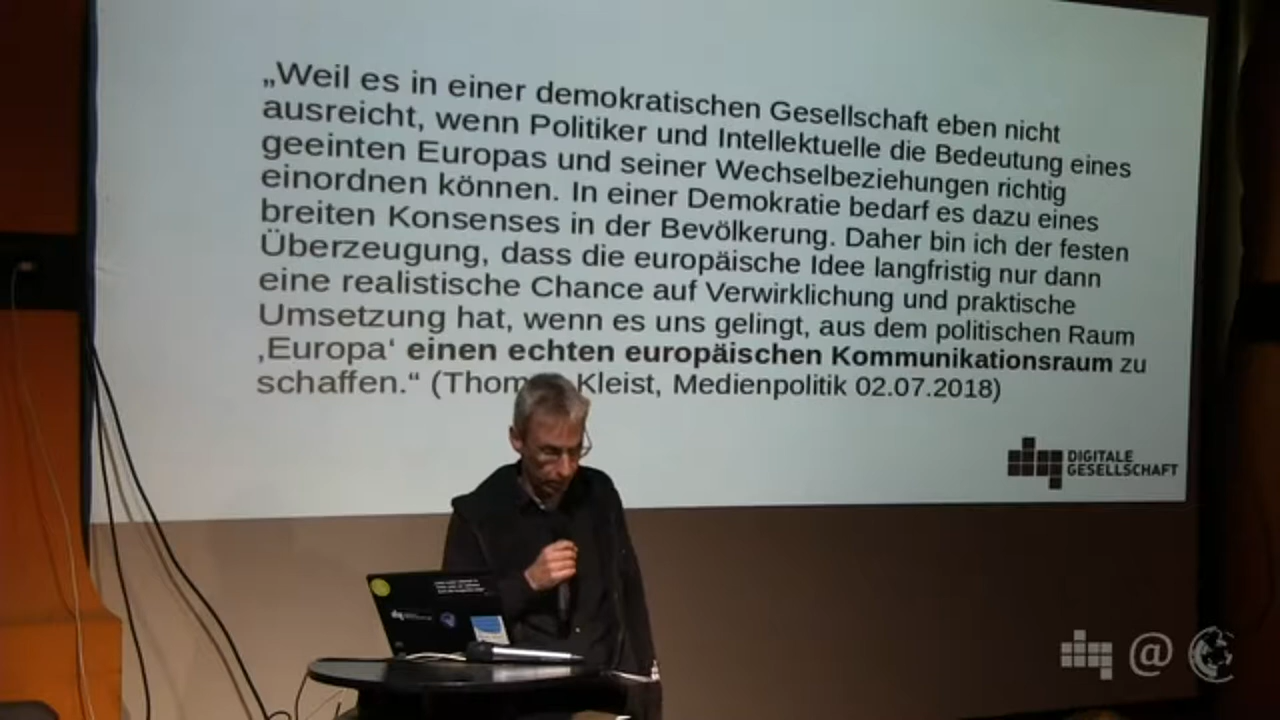 „Weil es in einer demokratischen Gesellschaft eben nicht
ausreicht, wenn Politiker und Intellektuelle die Bedeutung eines
geeinten Europas und seiner Wechselbeziehungen richtig
einordnen können. In einer Demokratie bedarf es dazu eines
breiten Konsenses in der Bevölkerung. Daher bin ich der festen
Überzeugung, dass die europäische Idee langfristig nur dann
eine realistische Chance auf Verwirklichung und praktische
Umsetzung hat, wenn es uns gelingt, aus dem politischen Raum
‚Europa‘ einen echten europäischen Kommunikationsraum zu
schaffen.“ (Thom Kleist, Medienpolitik 02.07.2018)
DIGITALE
GESELLSCHAFT
@